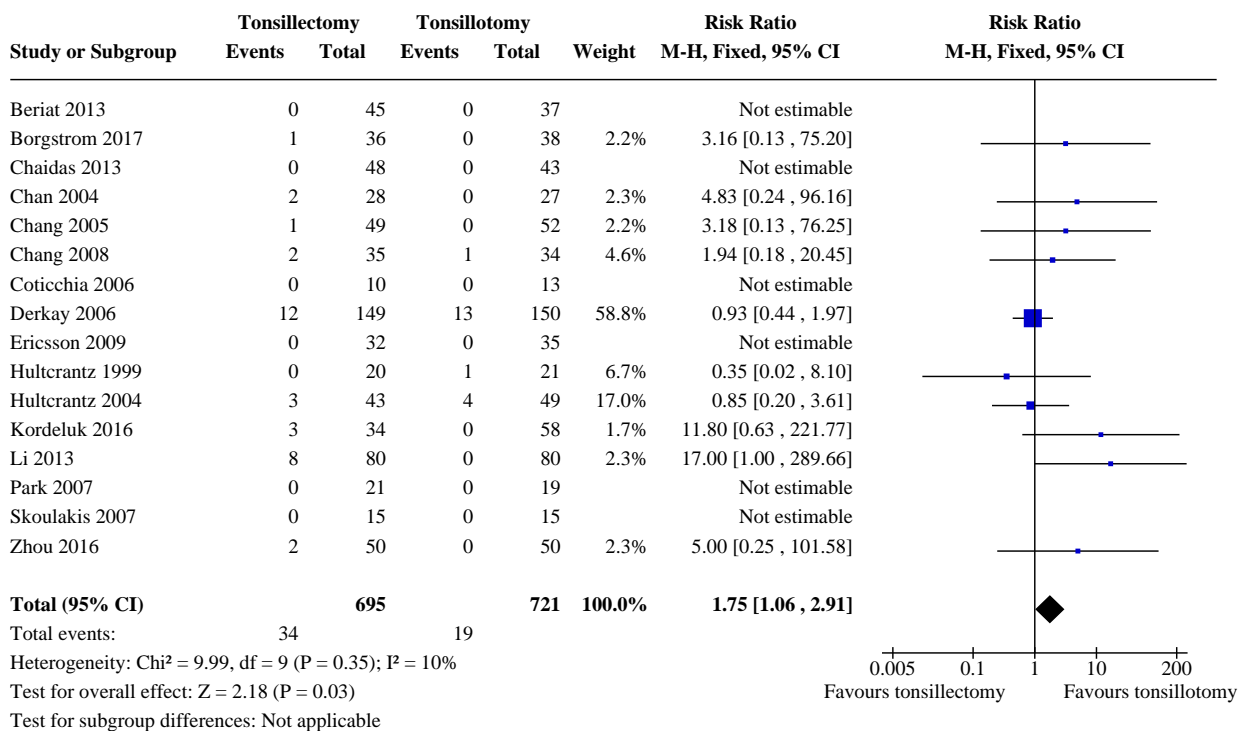 Tonsillectomy Tonsillotomy Risk Ratio Risk Ratio
Study or Subgroup Events Total Events Total Weight M-H, Fixed, 95% CI M-H, Fixed, 95% CI
Beriat 2013 0 45 0 37 Not estimable
Borgstrom 2017 1 36 0 38 2.2% 3.16 [0.13 , 75.20]
Chaidas 2013 0 48 0 43 Not estimable
Chan 2004 2 28 0 27 2.3% 4.83 [0.24 , 96.16]
Chang 2005 1 49 0 52 2.2% 3.18 [0.13 , 76.25]
Chang 2008 2 35 1 34 4.6% 1.94 [0.18 , 20.45]
Coticchia 2006 0 10 0 13 Not estimable
Derkay 2006 12 149 13 150 58.8% 0.93 [0.44 , 1.97]
Ericsson 2009 0 32 0 35 Not estimable
Hultcrantz 1999 0 20 1 21 6.7% 0.35 [0.02 , 8.10]
Hultcrantz 2004 3 43 4 49 17.0% 0.85 [0.20 , 3.61]
Kordeluk 2016 3 34 0 58 1.7% 11.80 [0.63 , 221.77]
Li 2013 8 80 0 80 2.3% 17.00 [1.00 , 289.66]
Park 2007 0 21 0 19 Not estimable
Skoulakis 2007 0 15 0 15 Not estimable
Zhou 2016 2 50 0 50 2.3% 5.00 [0.25 , 101.58]
Total (95% CI) 695 721 100.0% 1.75 [1.06 , 2.91]
Total events: 34 19
Heterogeneity: Chi² = 9.99, df = 9 (P = 0.35); I² = 10%
0.005 0.1 1 10 200
Test for overall effect: Z = 2.18 (P = 0.03)
Favours tonsillectomy Favours tonsillotomy
Test for subgroup differences: Not applicable